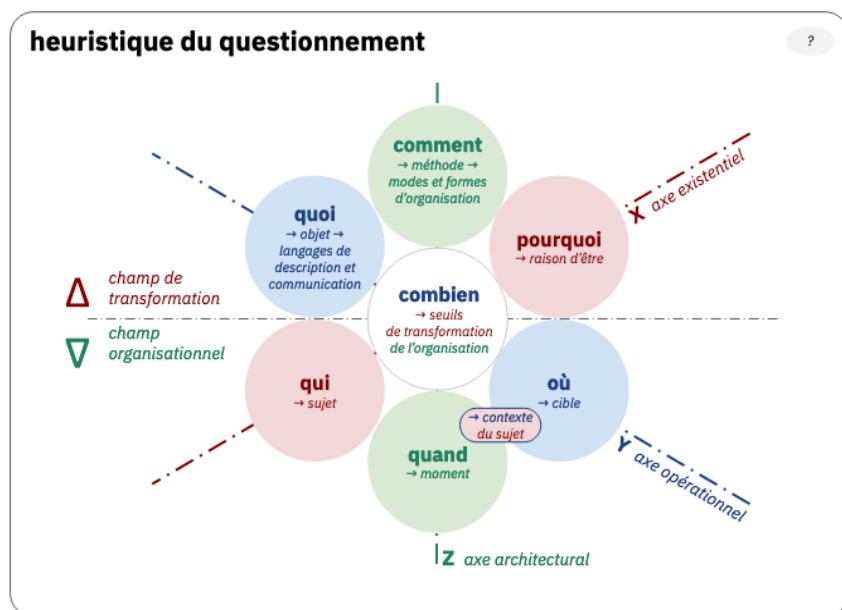 heuristique du questionnement
?
comment
→ méthode →
modes et formes
d'organisation
quoi
→ objet →
langages de
description et
communication
pourquoi
→ raison d'être
X axe existentiel
combien
→ seuils
de transformation
de l'organisation
Δ champ de
transformation
∇ champ
organisationnel
qui
→ sujet
où
→ cible
→ contexte
du sujet
quand
→ moment
Y axe opérationnel
Z axe architectural